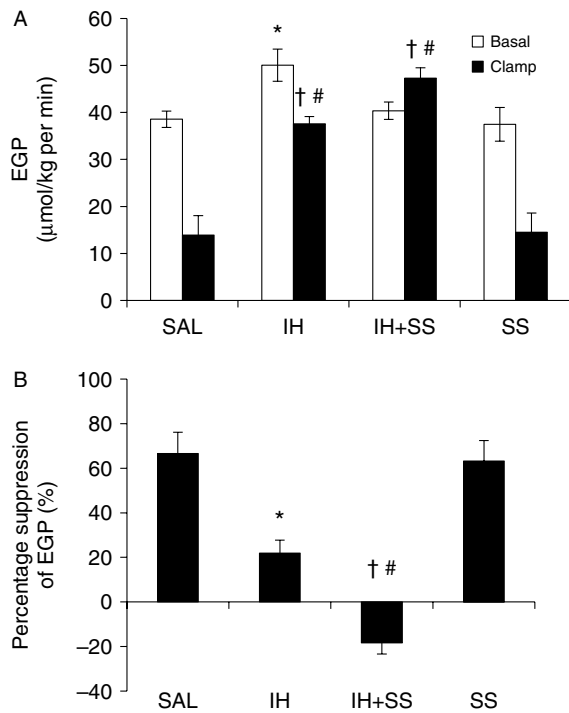 A
EGP
(µmol/kg per min)
60
50
40
30
20
10
0
*
† #
† #
Basal
Clamp
SAL IH IH+SS SS
B
Percentage suppression
of EGP (%)
100
80
60
40
20
0
−20
−40
*
† #
SAL IH IH+SS SS